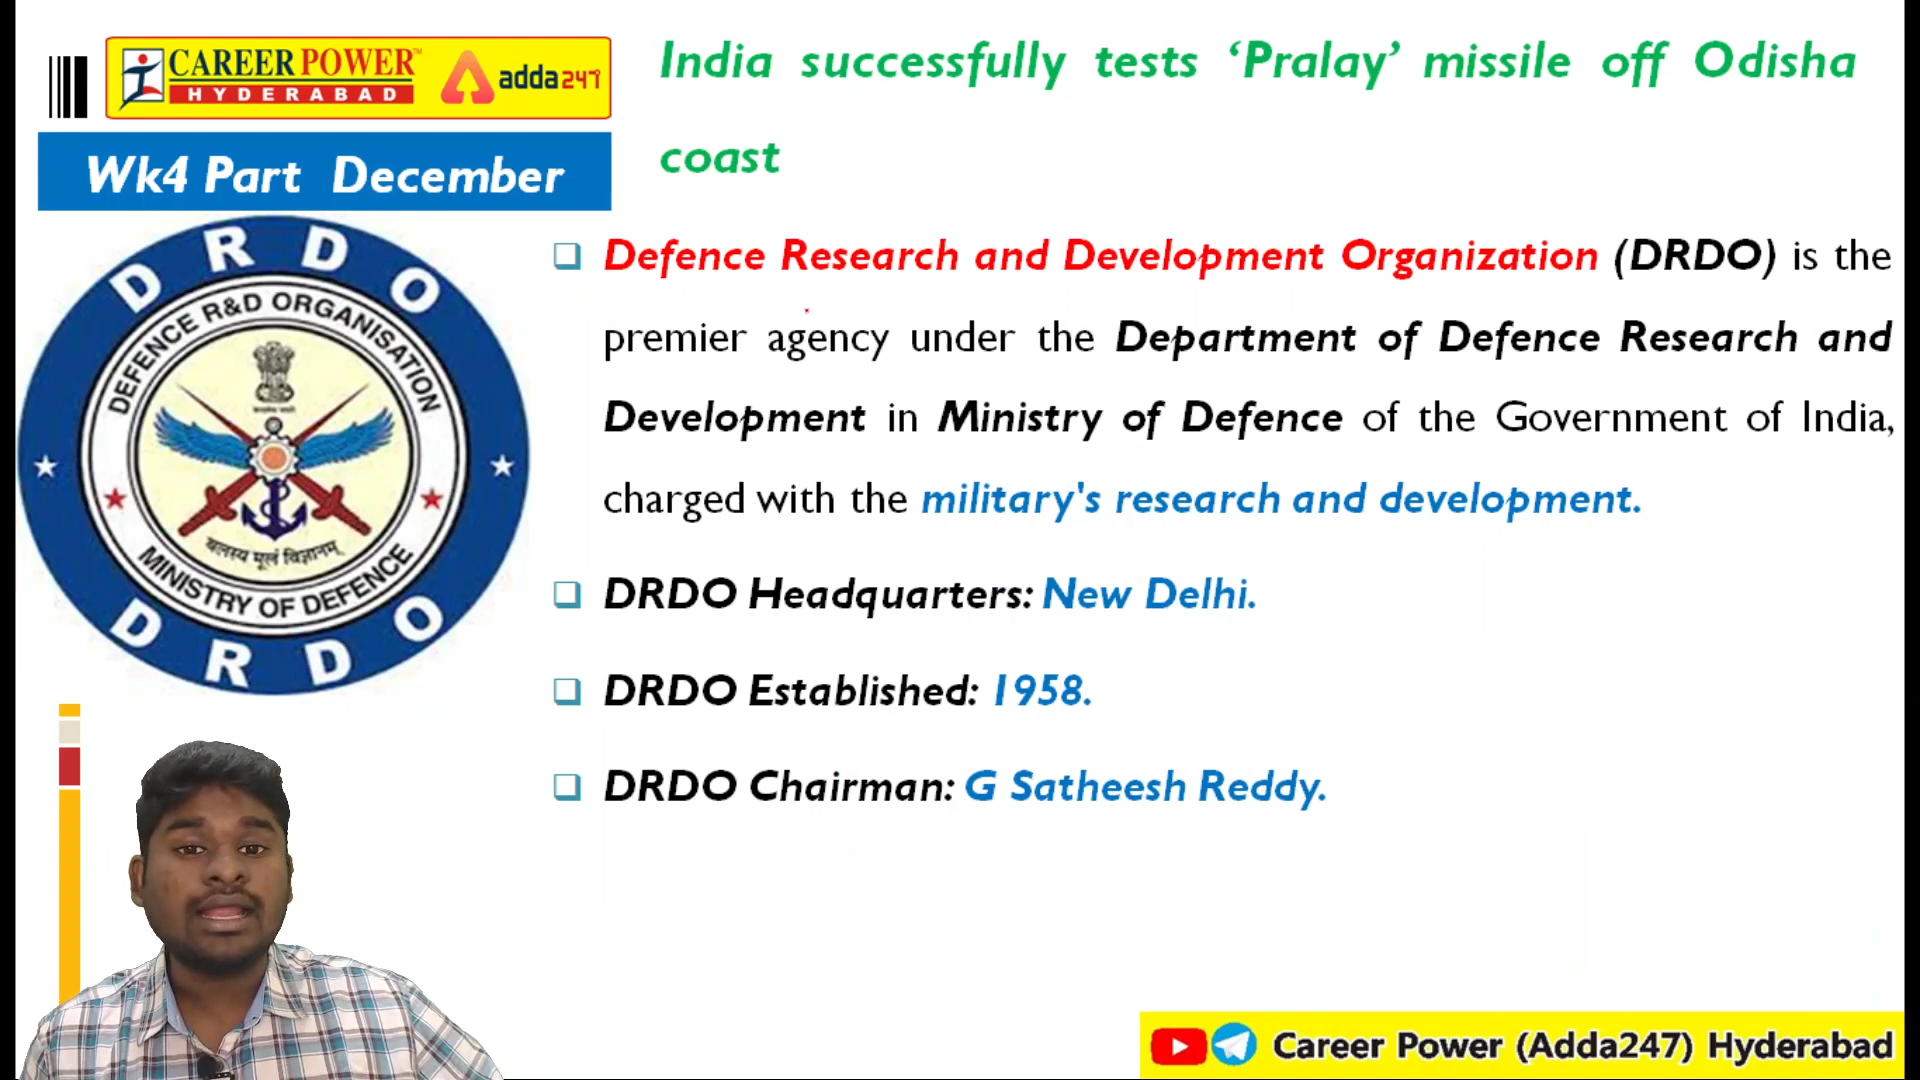 CAREER POWER™
HYDERABAD
adda247
Wk4 Part December
India successfully tests ‘Pralay’ missile off Odisha
coast
D R D O
DEFENCE R&D ORGANISATION
बलस्य मूलं विज्ञानम्
MINISTRY OF DEFENCE
D R D O
Defence Research and Development Organization (DRDO) is the
premier agency under the Department of Defence Research and
Development in Ministry of Defence of the Government of India,
charged with the military's research and development.
DRDO Headquarters: New Delhi.
DRDO Established: 1958.
DRDO Chairman: G Satheesh Reddy.
Career Power (Adda247) Hyderabad